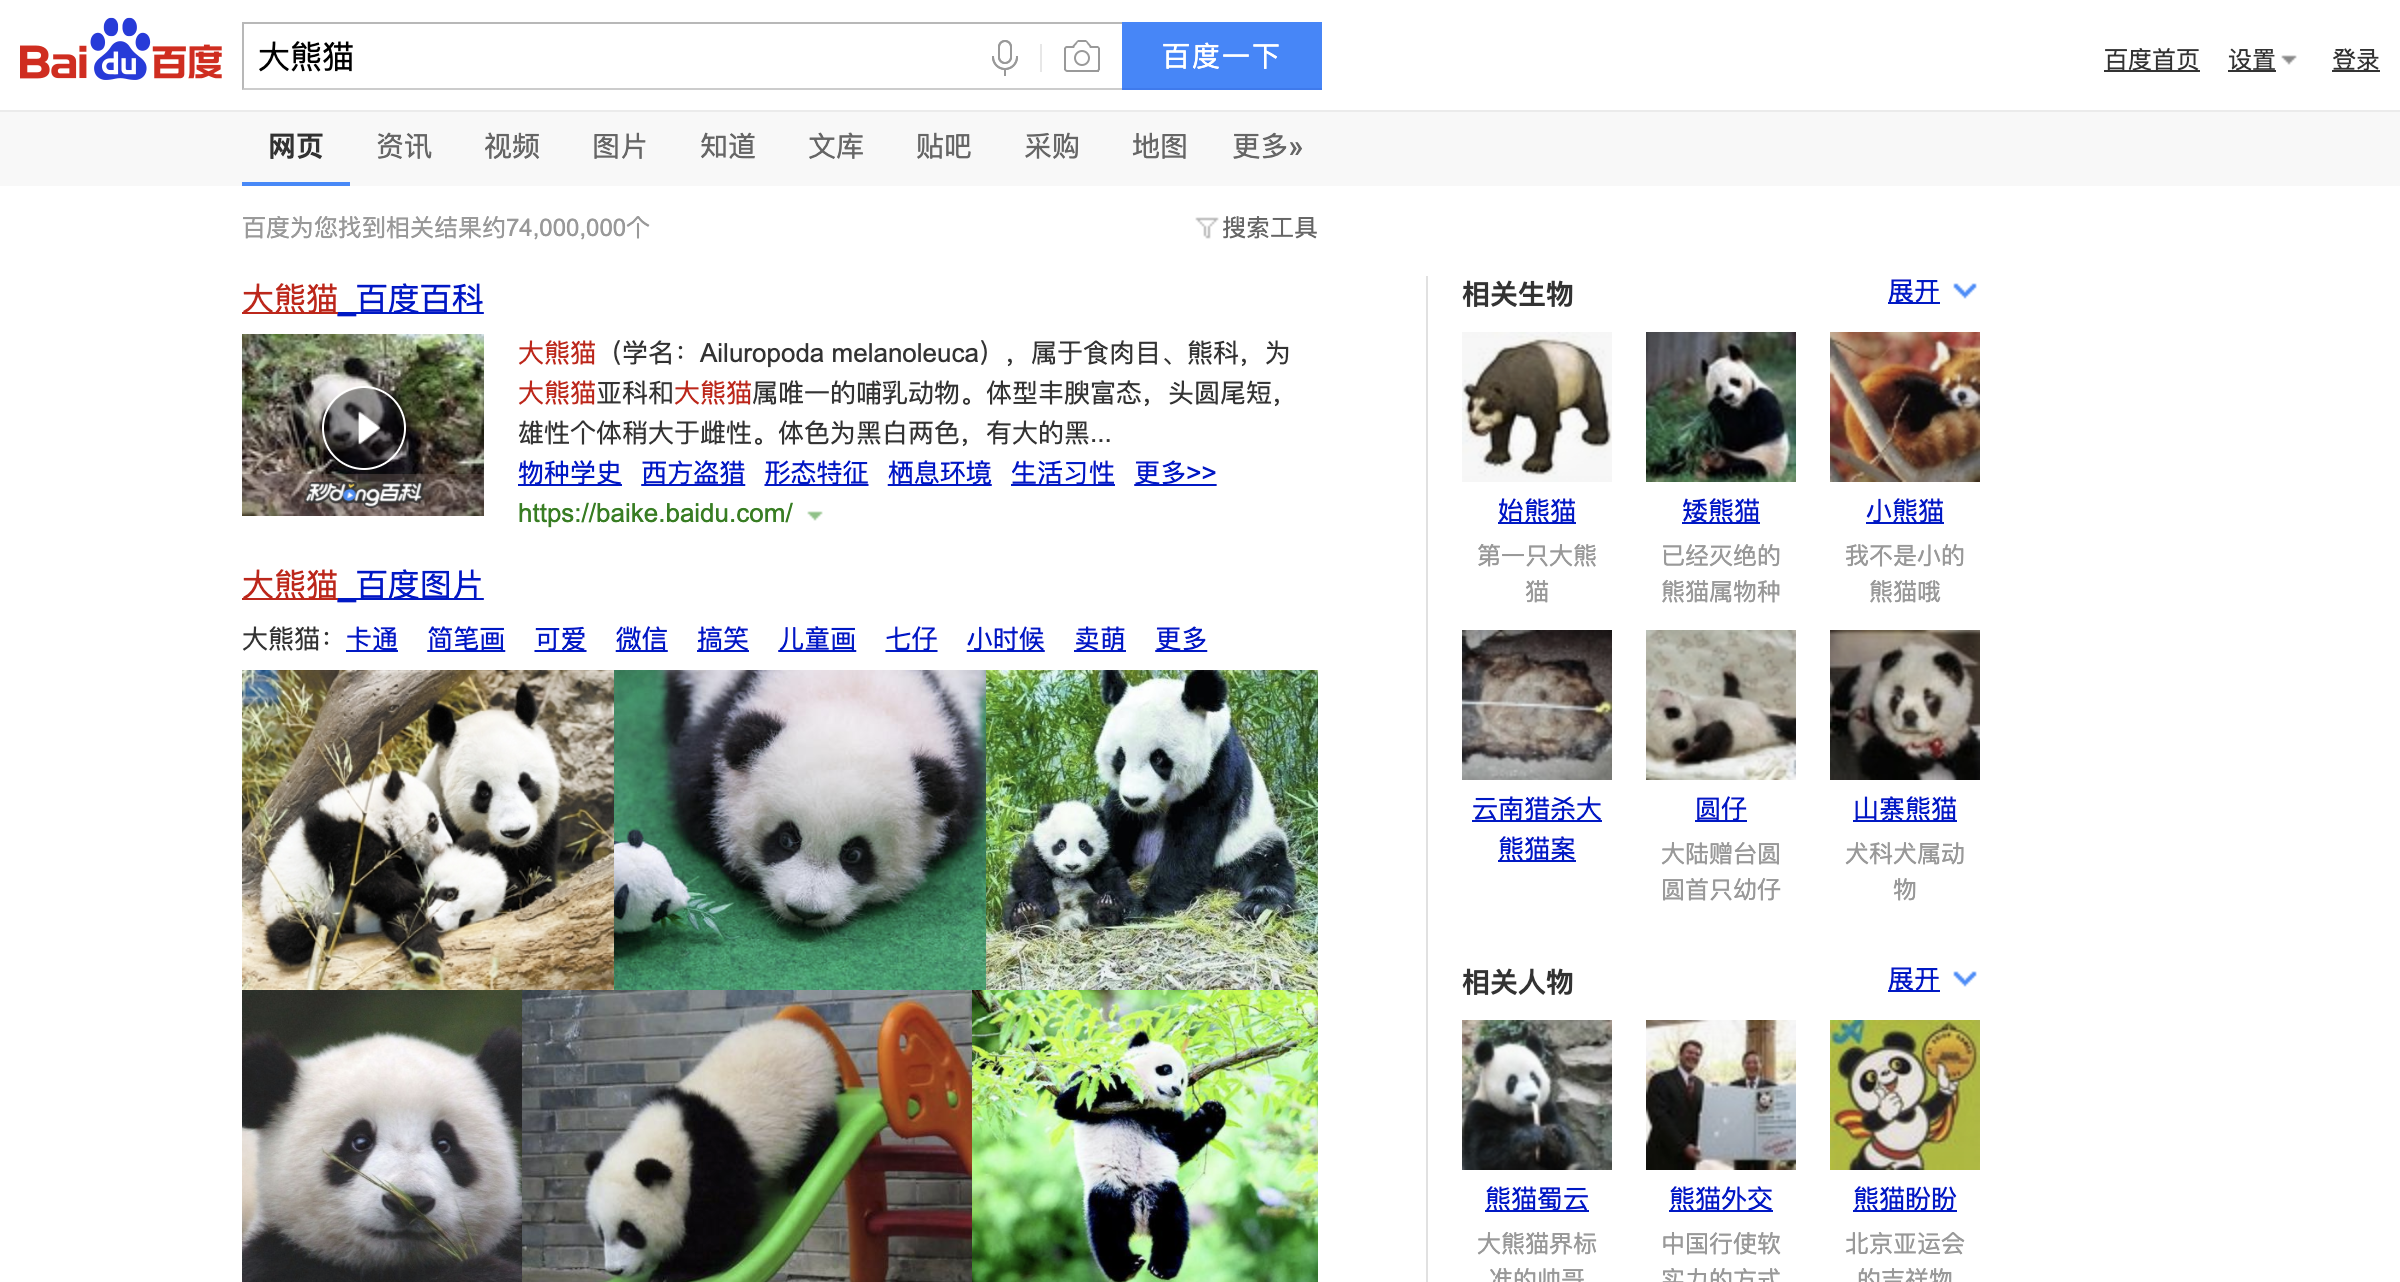 Bai du 百度
大熊猫
百度一下
百度首页 设置 登录
网页 资讯 视频 图片 知道 文库 贴吧 采购 地图 更多»
百度为您找到相关结果约74,000,000个
搜索工具
大熊猫_百度百科
秒dǒng百科
大熊猫（学名：Ailuropoda melanoleuca），属于食肉目、熊科，为
大熊猫亚科和大熊猫属唯一的哺乳动物。体型丰腴富态，头圆尾短，
雄性个体稍大于雌性。体色为黑白两色，有大的黑...
物种学史 西方盗猎 形态特征 栖息环境 生活习性 更多>>
https://baike.baidu.com/
大熊猫_百度图片
大熊猫：卡通 简笔画 可爱 微信 搞笑 儿童画 七仔 小时候 卖萌 更多
相关生物
展开
始熊猫
第一只大熊
猫
矮熊猫
已经灭绝的
熊猫属物种
小熊猫
我不是小的
熊猫哦
云南猎杀大
熊猫案
圆仔
大陆赠台圆
圆首只幼仔
山寨熊猫
犬科犬属动
物
相关人物
展开
熊猫蜀云
大熊猫界标
准的帅哥
熊猫外交
中国行使软
实力的方式
熊猫盼盼
北京亚运会
的吉祥物